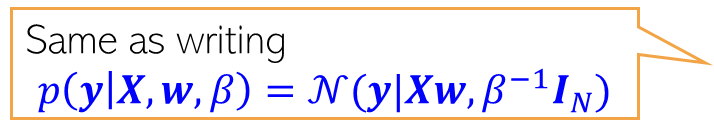 Same as writing
p(y|X, w, β) = 𝒩(y|Xw, β⁻¹I_N)